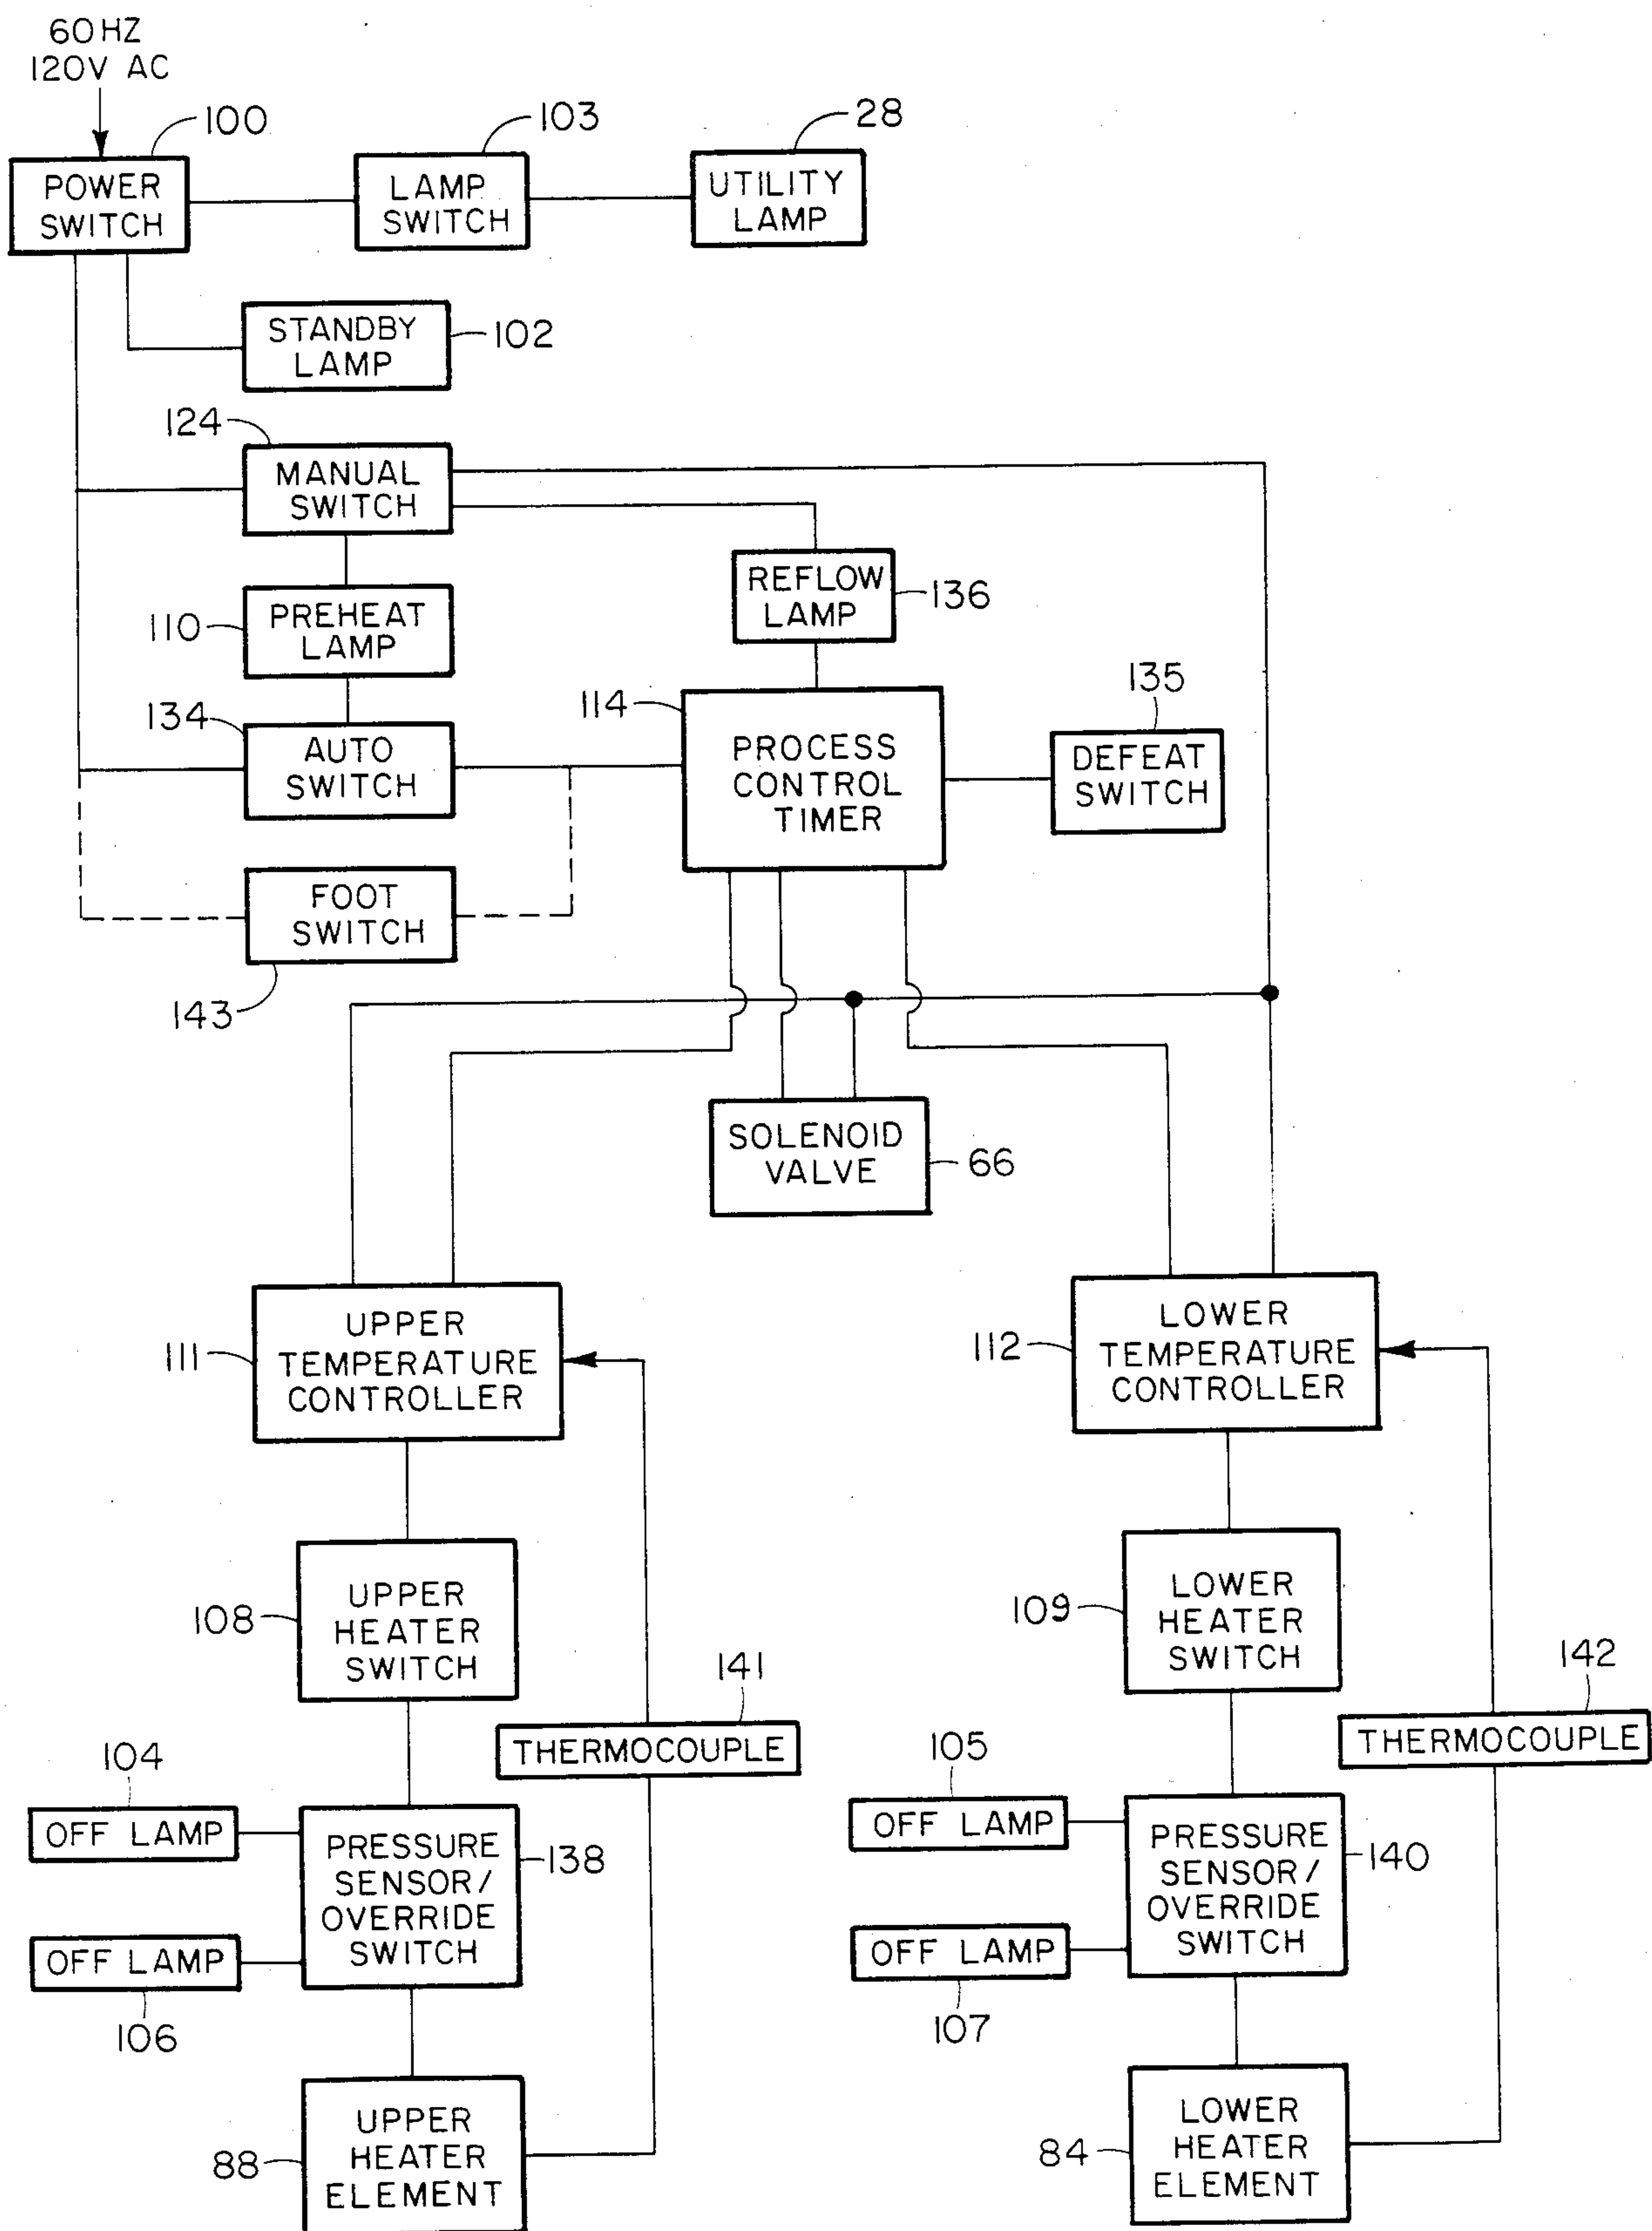 60HZ
120V AC
100
103
28
POWER
SWITCH
LAMP
SWITCH
UTILITY
LAMP
STANDBY
LAMP
102
124
MANUAL
SWITCH
REFLOW
LAMP
136
110
PREHEAT
LAMP
134
AUTO
SWITCH
114
PROCESS
CONTROL
TIMER
135
DEFEAT
SWITCH
FOOT
SWITCH
143
SOLENOID
VALVE
66
111
UPPER
TEMPERATURE
CONTROLLER
112
LOWER
TEMPERATURE
CONTROLLER
108
UPPER
HEATER
SWITCH
109
LOWER
HEATER
SWITCH
141
THERMOCOUPLE
142
THERMOCOUPLE
104
OFF LAMP
PRESSURE
SENSOR/
OVERRIDE
SWITCH
138
OFF LAMP
106
105
OFF LAMP
PRESSURE
SENSOR/
OVERRIDE
SWITCH
140
OFF LAMP
107
88
UPPER
HEATER
ELEMENT
84
LOWER
HEATER
ELEMENT